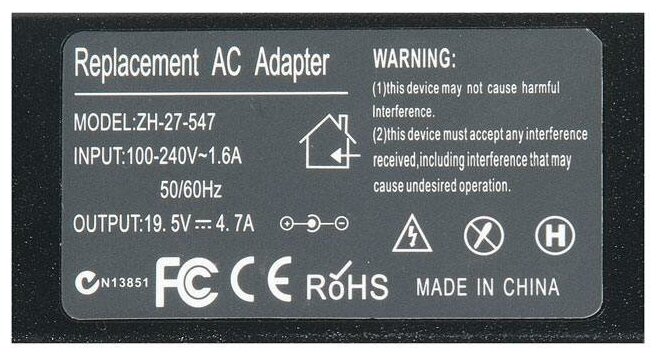 Replacement AC Adapter
MODEL:ZH-27-547
INPUT:100-240V~1.6A
50/60Hz
OUTPUT:19.5V⎓4.7A
WARNING:
(1)this device may not cause harmful
Interference.
(2)this device must accept any interference
received,including interference that may
cause undesired operation.
N13851 FC CE RoHS MADE IN CHINA
H